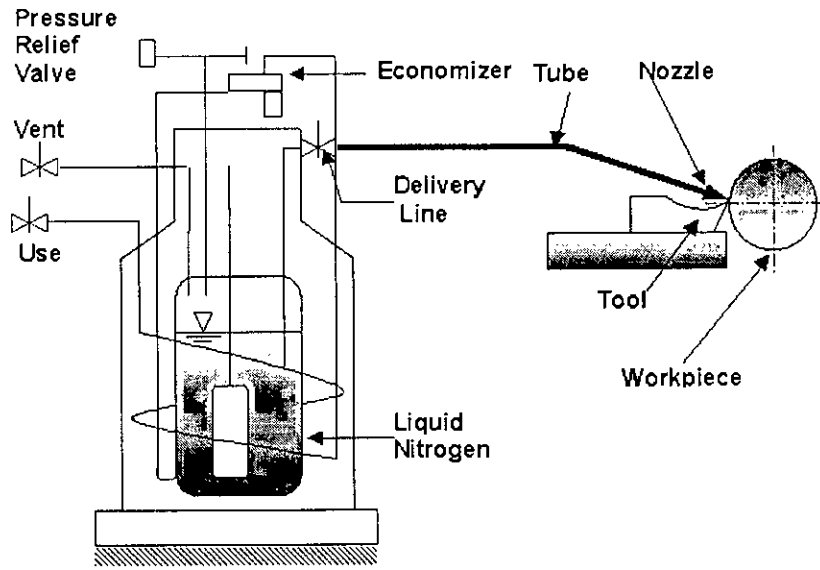 Pressure
Relief
Valve
Economizer
Tube
Nozzle
Vent
Use
Delivery
Line
Tool
Workpiece
Liquid
Nitrogen